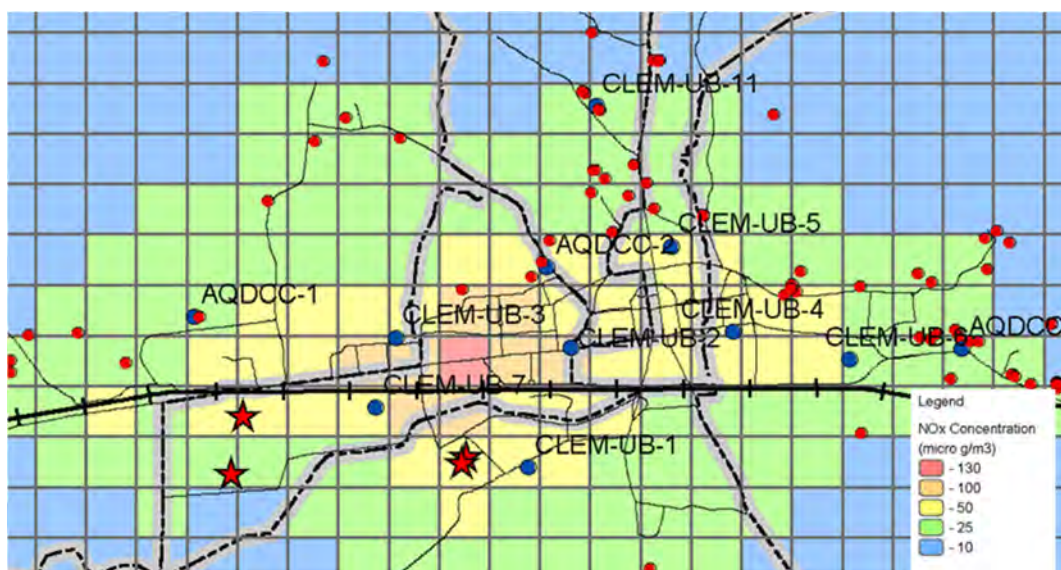 CLEM-UB-11
CLEM-UB-5
AQDCC-2
AQDCC-1
CLEM-UB-3
CLEM-UB-4
CLEM-UB-2
CLEM-UB-6
AQDCC
CLEM-UB-7
CLEM-UB-1
Legend
NOx Concentration
(micro g/m3)
- 130
- 100
- 50
- 25
- 10